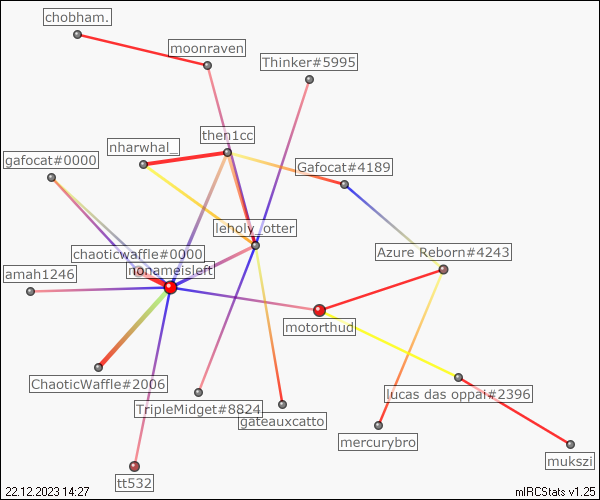 chobham.
moonraven
Thinker#5995
then1cc
nharwhal_
gafocat#0000
Gafocat#4189
leholy_otter
chaoticwaffle#0000
Azure Reborn#4243
nonameisleft
amah1246
motorthud
ChaoticWaffle#2006
lucas das oppai#2396
TripleMidget#8824
gateauxcatto
mercurybro
mukszi
tt532
22.12.2023 14:27
mIRCStats v1.25